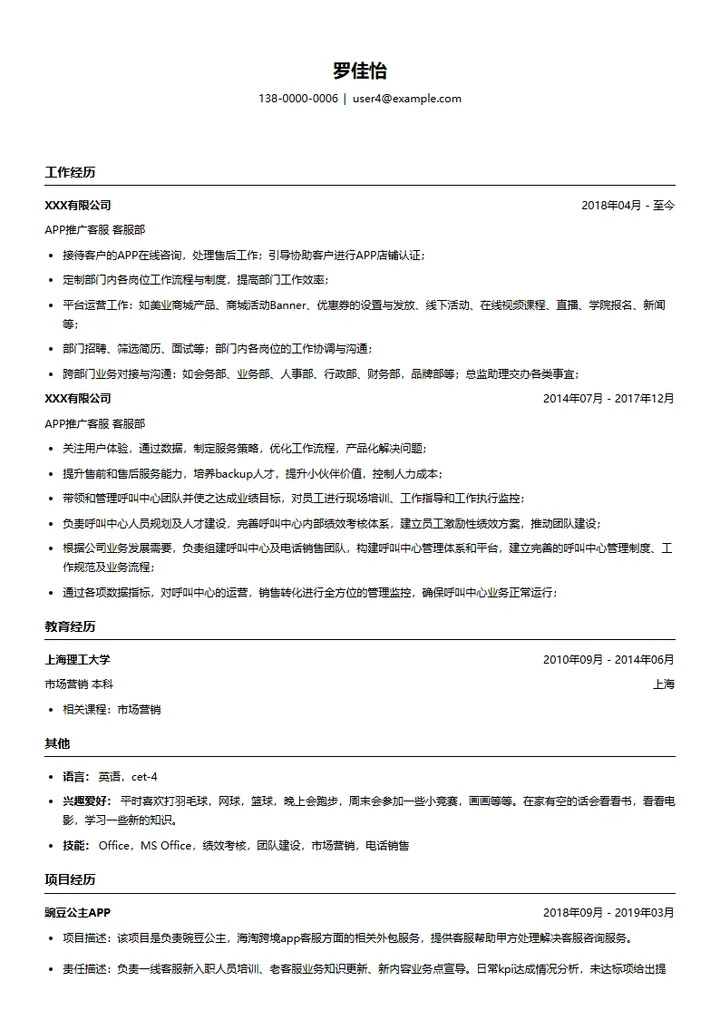 罗佳怡
138-0000-0006 | user4@example.com
工作经历
XXX有限公司 2018年04月 - 至今
APP推广客服 客服部
• 接待客户的APP在线咨询，处理售后工作；引导协助客户进行APP店铺认证；
• 定制部门内各岗位工作流程与制度，提高部门工作效率；
• 平台运营工作：如美业商城产品、商城活动Banner、优惠券的设置与发放、线下活动、在线视频课程、直播、学院报名、新闻
等；
• 部门招聘、筛选简历、面试等；部门内各岗位的工作协调与沟通；
• 跨部门业务对接与沟通：如会务部、业务部、人事部、行政部、财务部，品牌部等；总监助理交办各类事宜；
XXX有限公司 2014年07月 - 2017年12月
APP推广客服 客服部
• 关注用户体验，通过数据，制定服务策略，优化工作流程，产品化解决问题；
• 提升售前和售后服务能力，培养backup人才，提升小伙伴价值，控制人力成本；
• 带领和管理呼叫中心团队并使之达成业绩目标，对员工进行现场培训、工作指导和工作执行监控；
• 负责呼叫中心人员规划及人才建设，完善呼叫中心内部绩效考核体系，建立员工激励性绩效方案，推动团队建设；
• 根据公司业务发展需要，负责组建呼叫中心及电话销售团队，构建呼叫中心管理体系和平台，建立完善的呼叫中心管理制度、工
作规范及业务流程；
• 通过各项数据指标，对呼叫中心的运营，销售转化进行全方位的管理监控，确保呼叫中心业务正常运行；
教育经历
上海理工大学 2010年09月 - 2014年06月
市场营销 本科 上海
• 相关课程：市场营销
其他
• 语言： 英语，cet-4
• 兴趣爱好： 平时喜欢打羽毛球，网球，篮球，晚上会跑步，周末会参加一些小竞赛，画画等等。在家有空的话会看看书，看看电
影，学习一些新的知识。
• 技能： Office，MS Office，绩效考核，团队建设，市场营销，电话销售
项目经历
豌豆公主APP 2018年09月 - 2019年03月
• 项目描述：该项目是负责豌豆公主，海淘跨境app客服方面的相关外包服务，提供客服帮助甲方处理解决客服咨询服务。
• 责任描述：负责一线客服新入职人员培训、老客服业务知识更新、新内容业务点宣导。日常kpi达成情况分析，未达标项给出提